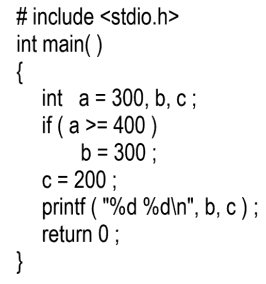 # include <stdio.h>
int main( )
{
int a = 300, b, c ;
if ( a >= 400 )
b = 300 ;
c = 200 ;
printf ( "%d %d\n", b, c ) ;
return 0 ;
}